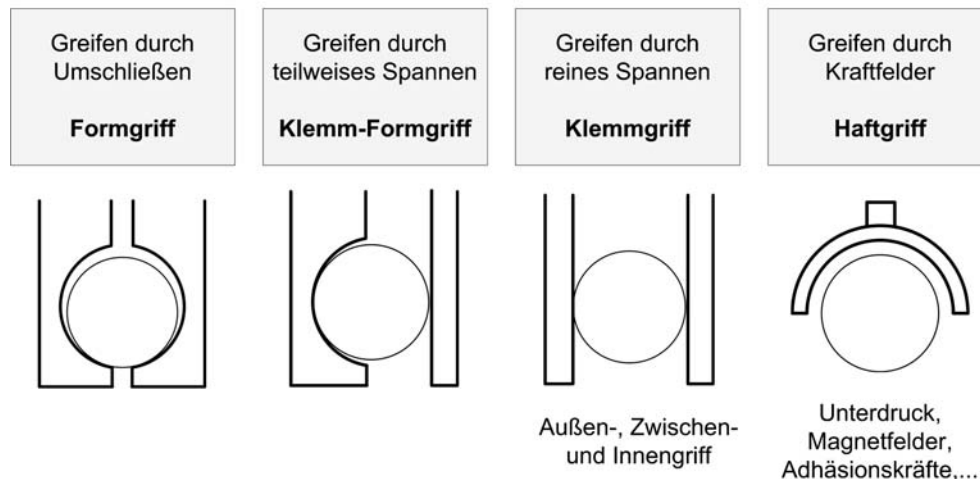 Greifen durch
Umschließen
Formgriff
Greifen durch
teilweises Spannen
Klemm-Formgriff
Greifen durch
reines Spannen
Klemmgriff
Greifen durch
Kraftfelder
Haftgriff
Außen-, Zwischen-
und Innengriff
Unterdruck,
Magnetfelder,
Adhäsionskräfte,...